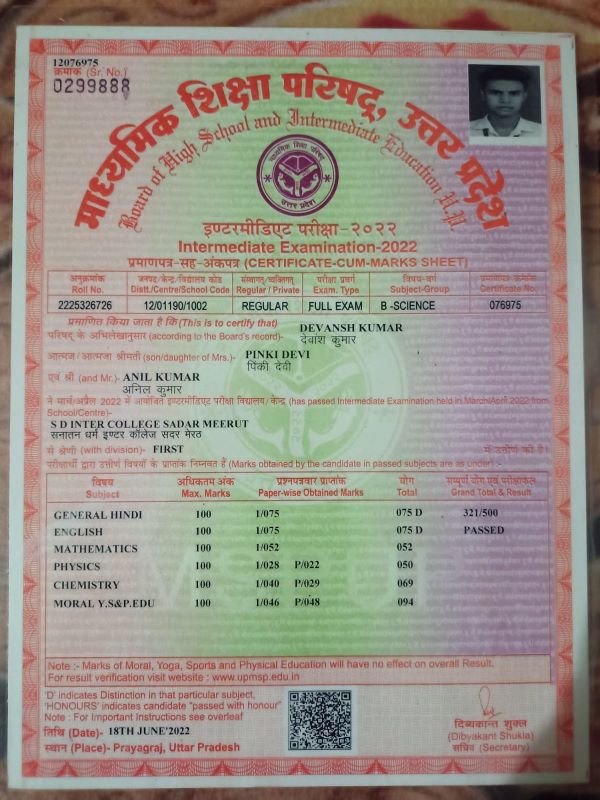 12076975
क्रमांक (Sr. No.)
0299888
माध्यमिक शिक्षा परिषद्, उत्तर प्रदेश
Board of High School and Intermediate Education U.P.
माध्यमिक शिक्षा परिषद्
उत्तर प्रदेश
इण्टरमीडिएट परीक्षा-२०२२
Intermediate Examination-2022
प्रमाणपत्र-सह-अंकपत्र (CERTIFICATE-CUM-MARKS SHEET)
अनुक्रमांक जनपद/केन्द्र/विद्यालय कोड संस्थागत/व्यक्तिगत परीक्षा प्रवर्ग विषय-वर्ग प्रमाणपत्र क्रमांक
Roll No. Distt./Centre/School Code Regular / Private Exam. Type Subject-Group Certificate No.
2225326726 12/01190/1002 REGULAR FULL EXAM B -SCIENCE 076975
प्रमाणित किया जाता है कि (This is to certify that) DEVANSH KUMAR
परिषद् के अभिलेखानुसार (according to the Board's record)- देवांश कुमार
आत्मज/आत्मजा श्रीमती (son/daughter of Mrs.)- PINKI DEVI
पिंकी देवी
एवं श्री (and Mr.)- ANIL KUMAR
अनिल कुमार
ने मार्च/अप्रैल 2022 में आयोजित इण्टरमीडिएट परीक्षा विद्यालय/केन्द्र (has passed Intermediate Examination held in March/April 2022 from
School/Centre)-
S D INTER COLLEGE SADAR MEERUT
सनातन धर्म इण्टर कॉलेज सदर मेरठ
से श्रेणी (with division)- FIRST में उत्तीर्ण की है।
परीक्षार्थी द्वारा उत्तीर्ण विषयों के प्राप्तांक निम्नवत हैं (Marks obtained by the candidate in passed subjects are as under) :-
विषय अधिकतम अंक प्रश्नपत्रवार प्राप्तांक योग सम्पूर्ण योग एवं परीक्षाफल
Subject Max. Marks Paper-wise Obtained Marks Total Grand Total & Result
GENERAL HINDI 100 1/075 075 D 321/500
ENGLISH 100 1/075 075 D PASSED
MATHEMATICS 100 1/052 052
PHYSICS 100 1/028 P/022 050
CHEMISTRY 100 1/040 P/029 069
MORAL Y.S&P.EDU 100 1/046 P/048 094
Note :- Marks of Moral, Yoga, Sports and Physical Education will have no effect on overall Result.
For result verification visit website : www.upmsp.edu.in
'D' indicates Distinction in that particular subject,
'HONOURS' indicates candidate "passed with honour"
Note : For Important Instructions see overleaf
तिथि (Date)- 18TH JUNE'2022
स्थान (Place)- Prayagraj, Uttar Pradesh
दिब्यकान्त शुक्ल
(Dibyakant Shukla)
सचिव (Secretary)